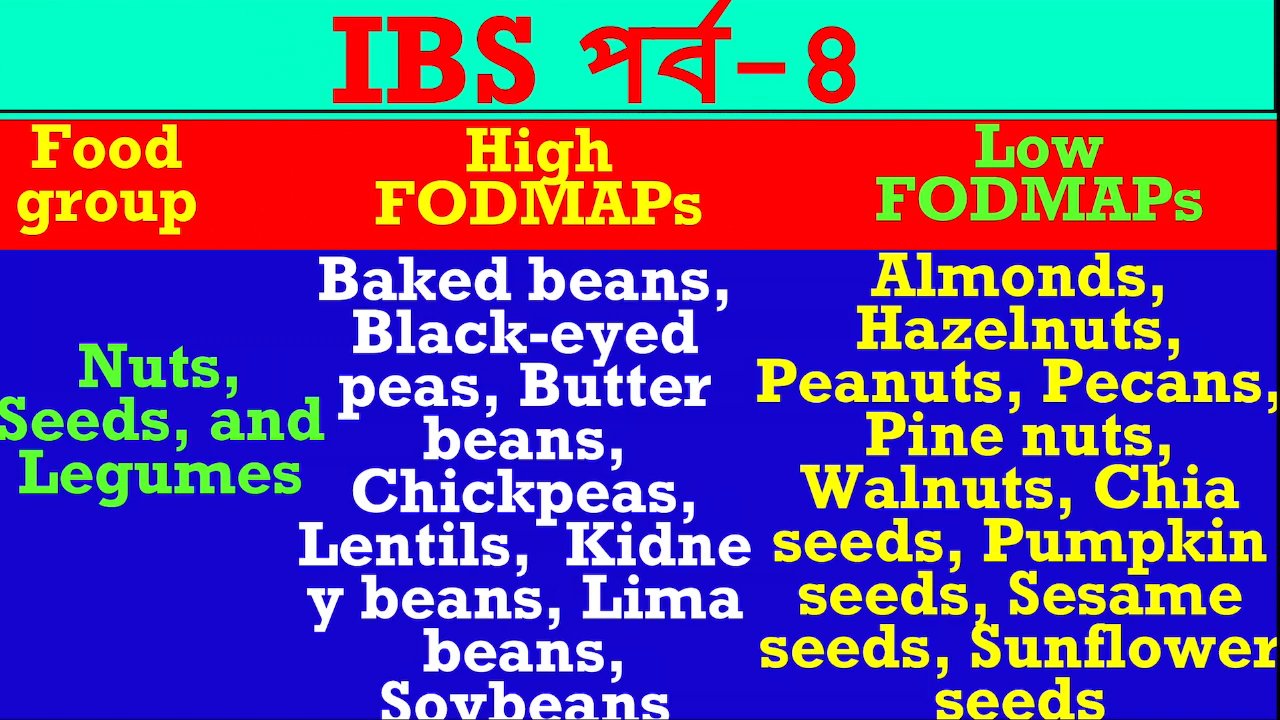 IBS পর্ব-৪
Food
group
High
FODMAPs
Low
FODMAPs
Nuts,
Seeds, and
Legumes
Baked beans,
Black-eyed
peas, Butter
beans,
Chickpeas,
Lentils, Kidne
y beans, Lima
beans,
Soybeans
Almonds,
Hazelnuts,
Peanuts, Pecans,
Pine nuts,
Walnuts, Chia
seeds, Pumpkin
seeds, Sesame
seeds, Sunflower
seeds